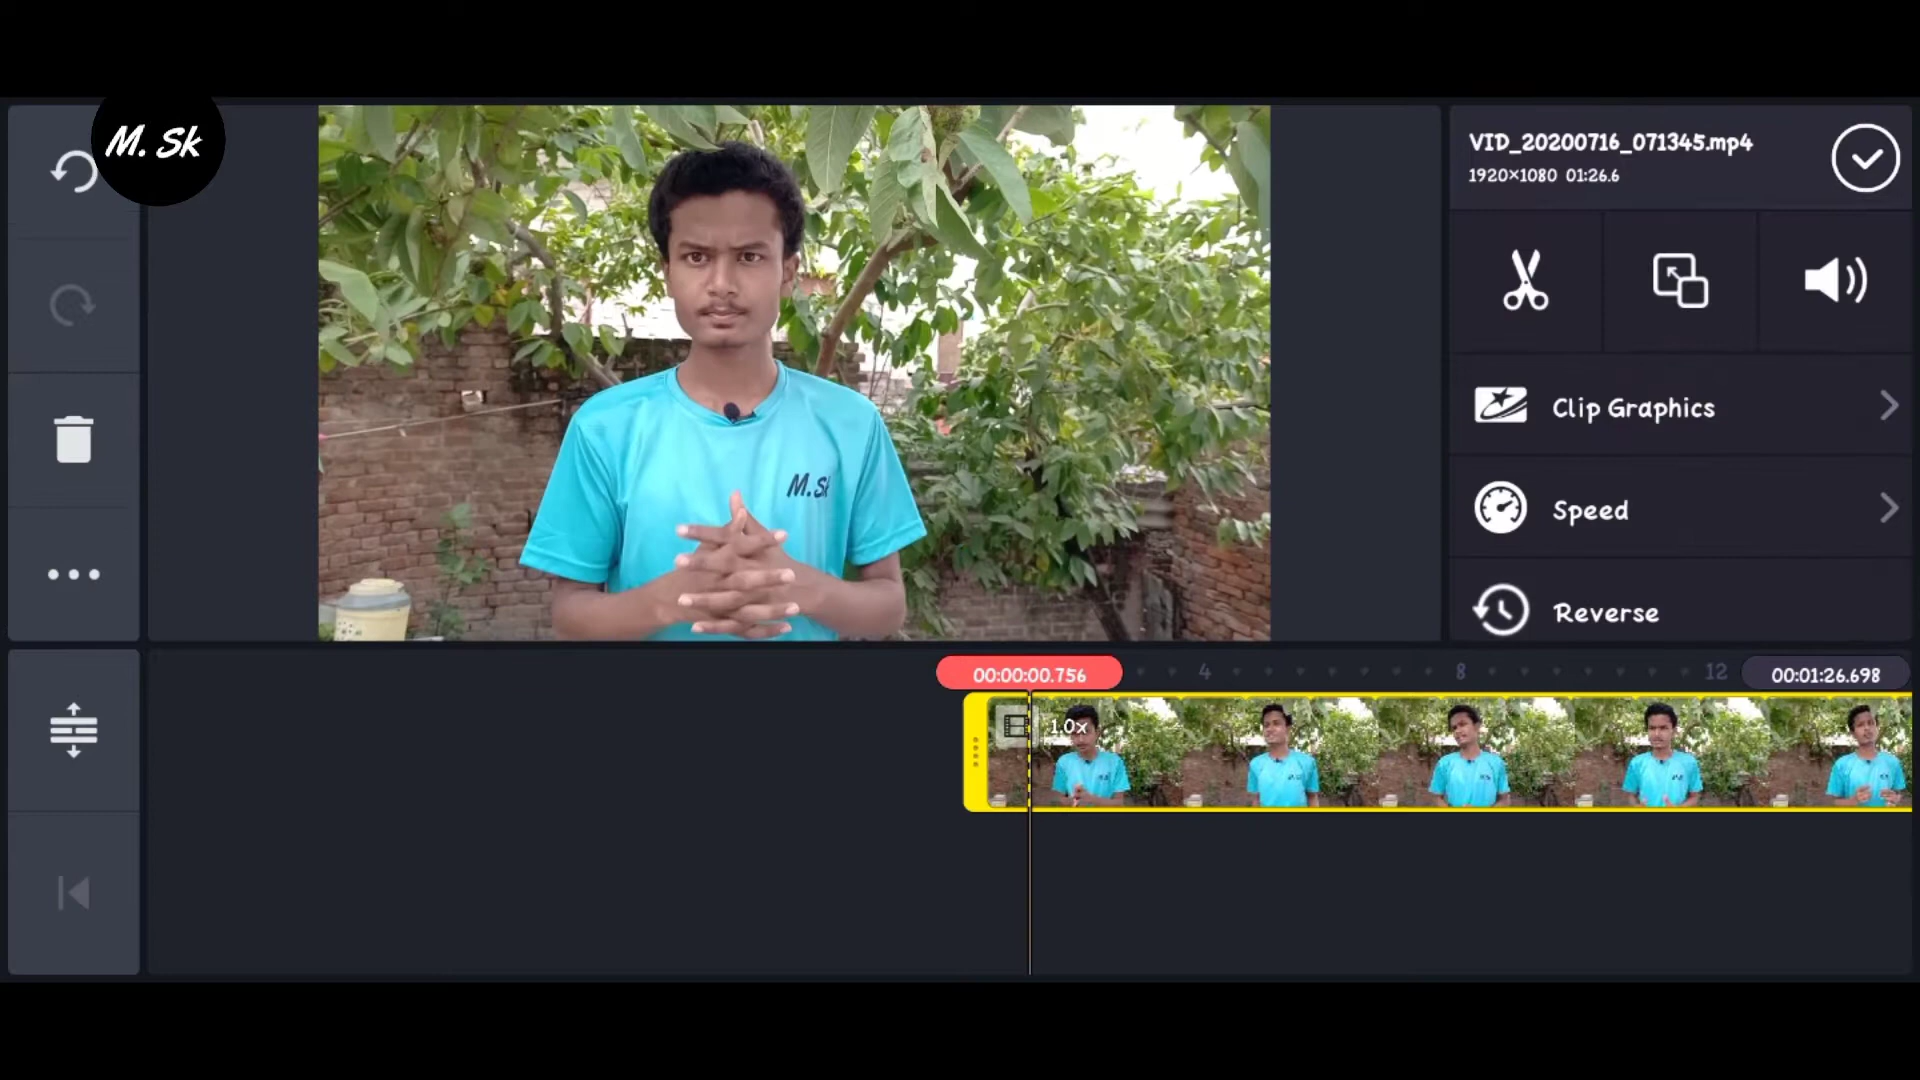 M. Sk
VID_20200716_071345.mp4
1920×1080 01:26.6
Clip Graphics
M.Sk
Speed
Reverse
00:00:00.756
4
8
12
00:01:26.698
1.0x